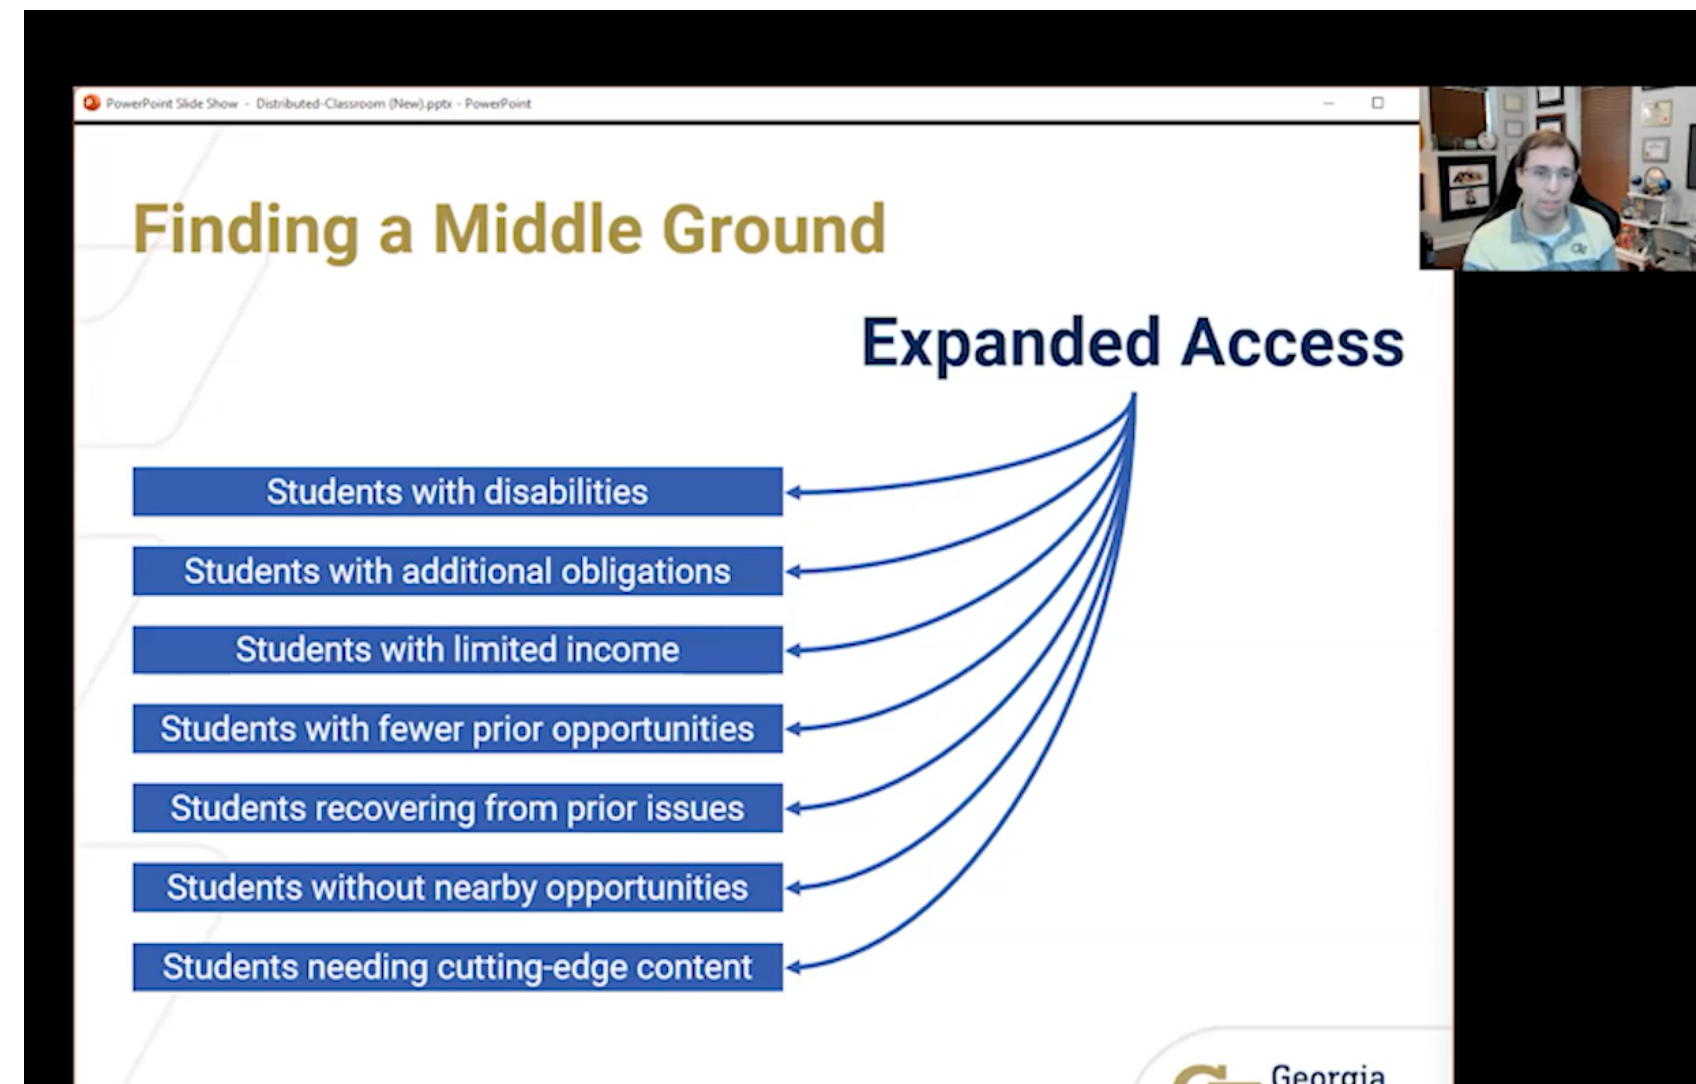 PowerPoint Slide Show - Distributed-Classroom (New).pptx - PowerPoint
Finding a Middle Ground
Expanded Access
Students with disabilities
Students with additional obligations
Students with limited income
Students with fewer prior opportunities
Students recovering from prior issues
Students without nearby opportunities
Students needing cutting-edge content
Georgia